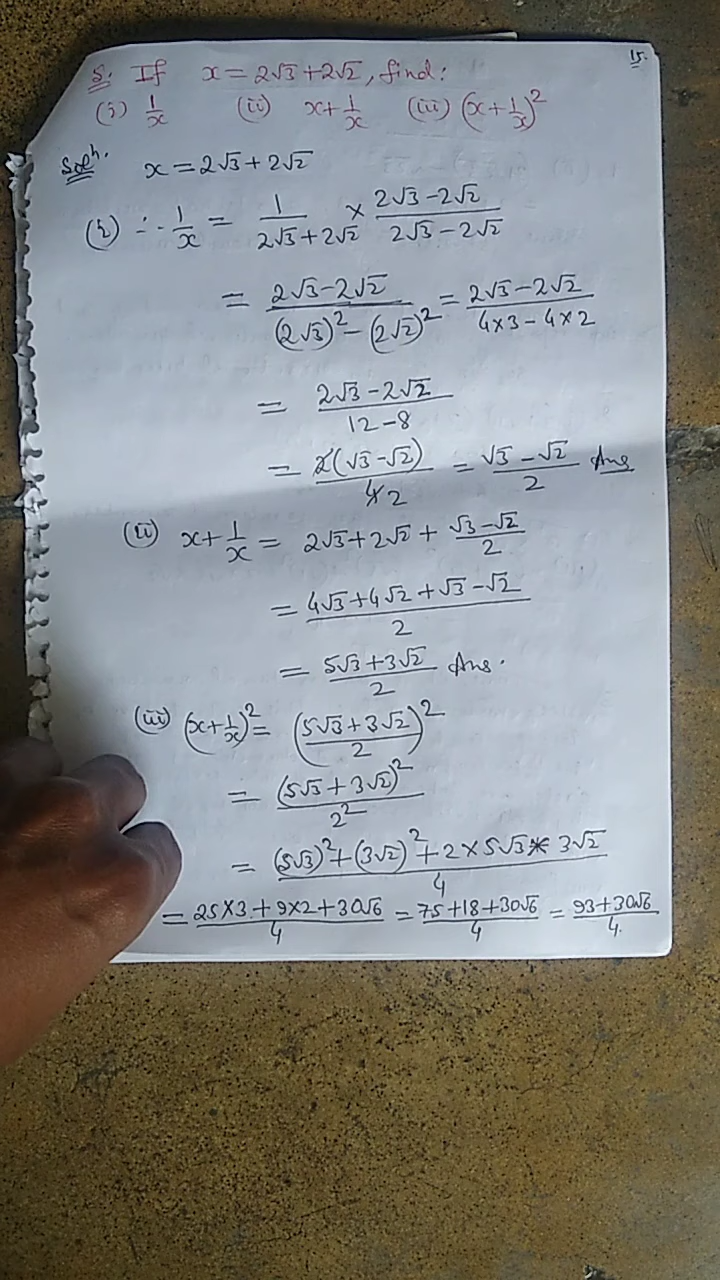 15.
5. If x = 2√3 + 2√2, find:
(i) 1/x (ii) x + 1/x (iii) (x + 1/x)²
Solⁿ. x = 2√3 + 2√2
(i) ∴ 1/x = 1/(2√3 + 2√2) × (2√3 - 2√2)/(2√3 - 2√2)
= (2√3 - 2√2)/((2√3)² - (2√2)²) = (2√3 - 2√2)/(4×3 - 4×2)
= (2√3 - 2√2)/(12 - 8)
= 2(√3 - √2)/4 2 = (√3 - √2)/2 Ans
(ii) x + 1/x = 2√3 + 2√2 + (√3 - √2)/2
= (4√3 + 4√2 + √3 - √2)/2
= (5√3 + 3√2)/2 Ans.
(iii) (x + 1/x)² = ((5√3 + 3√2)/2)²
= (5√3 + 3√2)²/2²
= ((5√3)² + (3√2)² + 2 × 5√3 × 3√2)/4
= (25×3 + 9×2 + 30√6)/4 = (75 + 18 + 30√6)/4 = (93 + 30√6)/4.